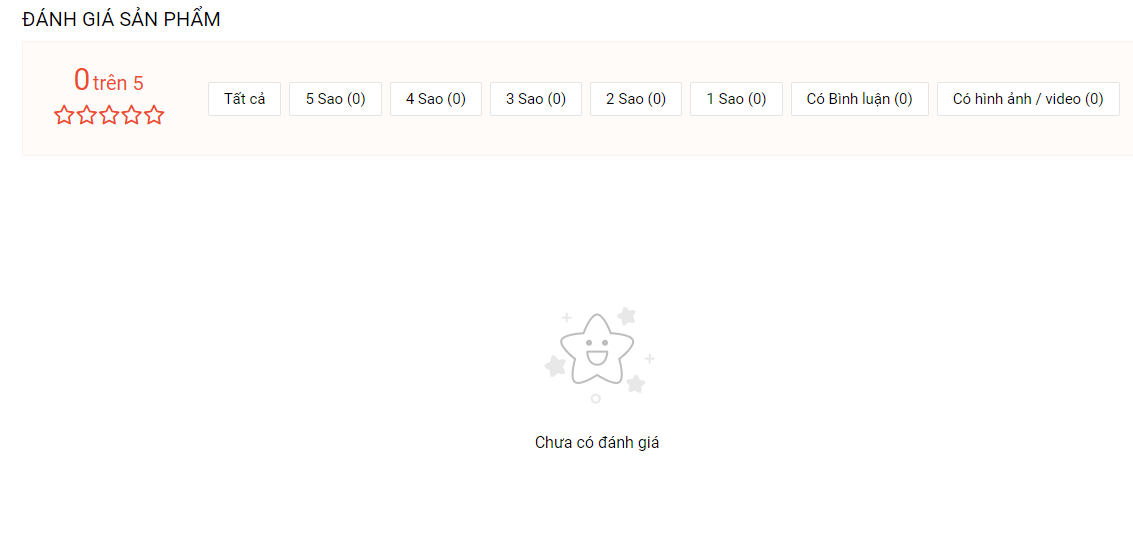 ĐÁNH GIÁ SẢN PHẨM
0 trên 5
Tất cả
5 Sao (0)
4 Sao (0)
3 Sao (0)
2 Sao (0)
1 Sao (0)
Có Bình luận (0)
Có hình ảnh / video (0)
Chưa có đánh giá